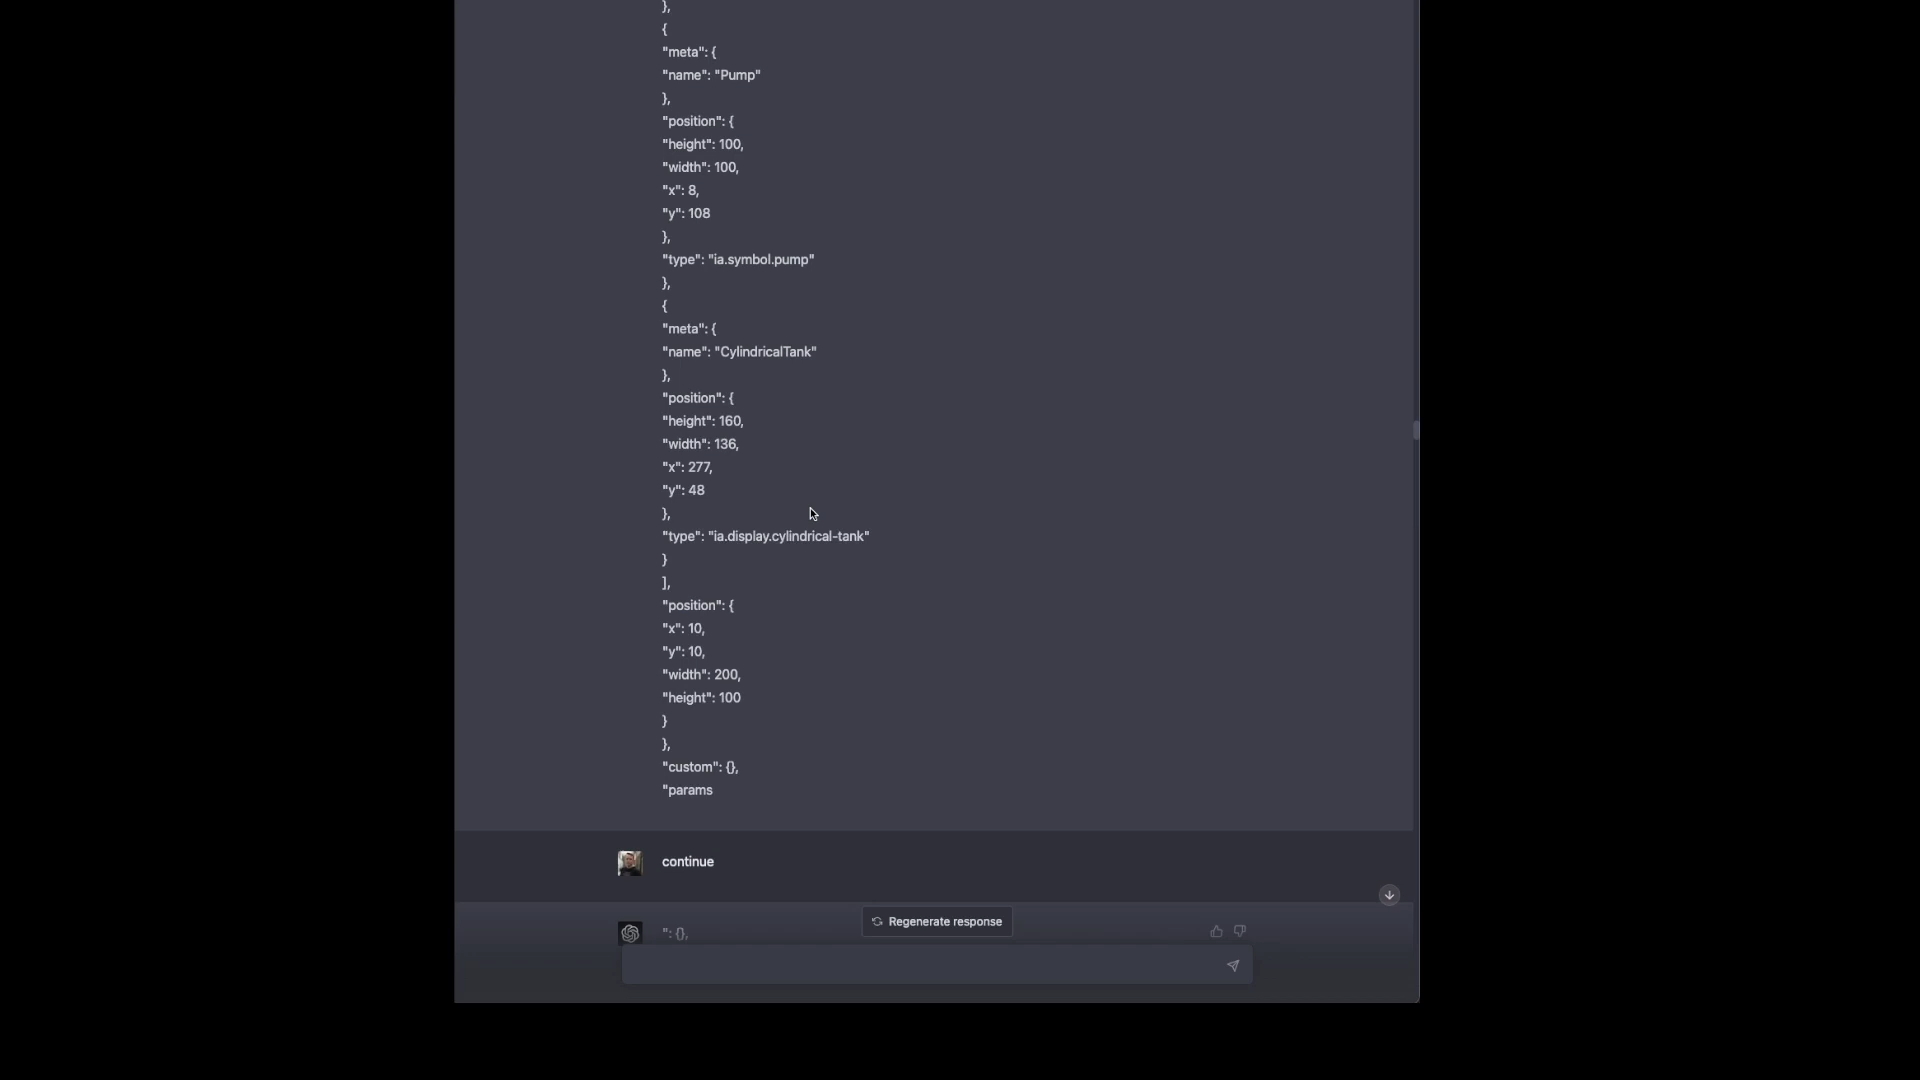 },
{
"meta": {
"name": "Pump"
},
"position": {
"height": 100,
"width": 100,
"x": 8,
"y": 108
},
"type": "ia.symbol.pump"
},
{
"meta": {
"name": "CylindricalTank"
},
"position": {
"height": 160,
"width": 136,
"x": 277,
"y": 48
},
"type": "ia.display.cylindrical-tank"
}
],
"position": {
"x": 10,
"y": 10,
"width": 200,
"height": 100
}
},
"custom": {},
"params
continue
Regenerate response
": {},